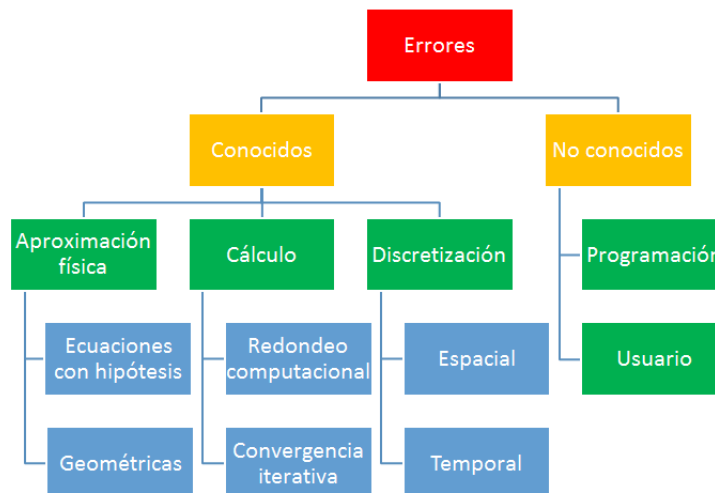 Errores
Conocidos
No conocidos
Aproximación
física
Cálculo
Discretización
Programación
Ecuaciones
con hipótesis
Redondeo
computacional
Espacial
Usuario
Geométricas
Convergencia
iterativa
Temporal